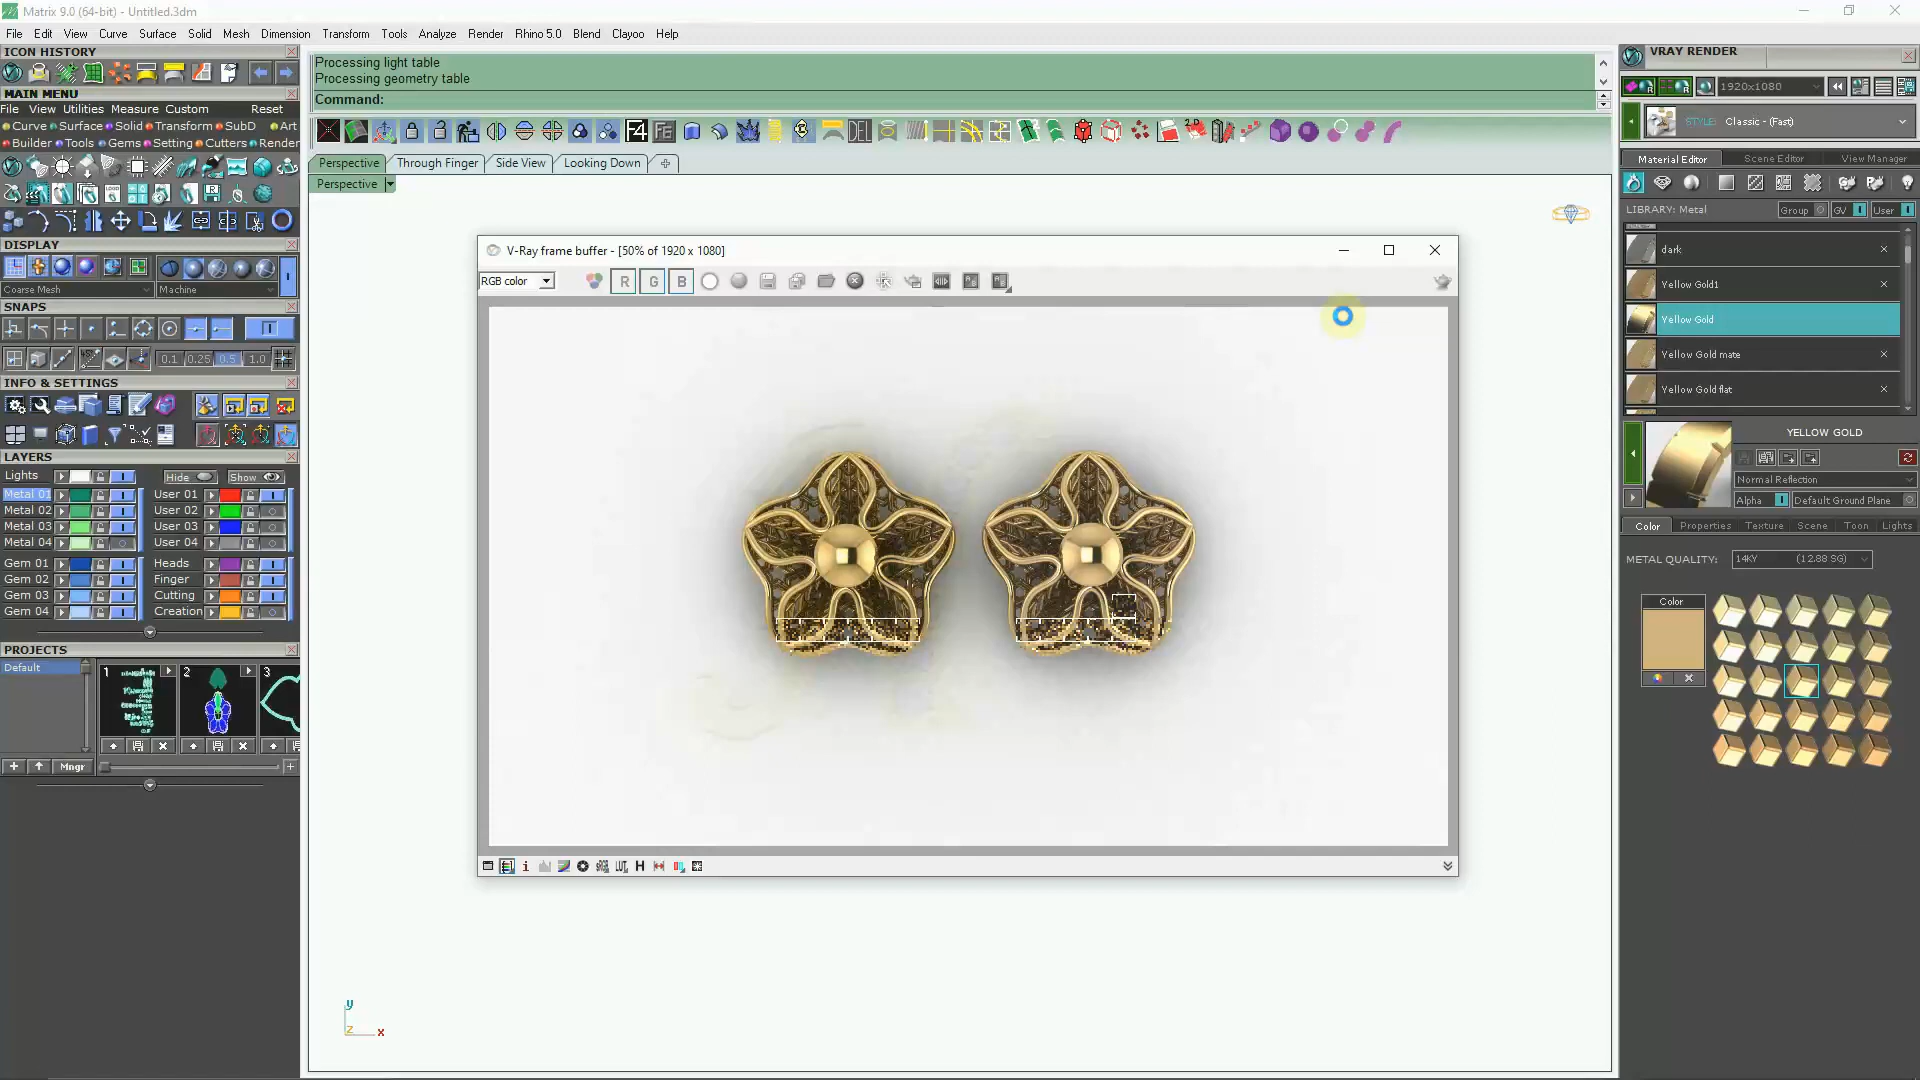 Matrix 9.0 (64-bit) - Untitled.3dm
File Edit View Curve Surface Solid Mesh Dimension Transform Tools Analyze Render Rhino 5.0 Blend Clayoo Help
ICON HISTORY
MAIN MENU
File View Utilities Measure Custom Reset
Curve Surface Solid Transform SubD Art
Builder Tools Gems Setting Cutters Render
DISPLAY
Coarse Mesh Machine
SNAPS
0.1 0.25 0.5 1.0
INFO & SETTINGS
LAYERS
Lights Hide Show
Metal 01 User 01
Metal 02 User 02
Metal 03 User 03
Metal 04 User 04
Gem 01 Heads
Gem 02 Finger
Gem 03 Cutting
Gem 04 Creation
PROJECTS
Default
1 2 3
Mngr
Processing light table
Processing geometry table
Command:
F4
DEL
Perspective Through Finger Side View Looking Down
Perspective
V-Ray frame buffer - [50% of 1920 x 1080]
RGB color R G B
i LUT H
y
z x
VRAY RENDER
1920x1080
STYLE: Classic - (Fast)
Material Editor Scene Editor View Manager
LIBRARY: Metal Group GV User
dark
Yellow Gold1
Yellow Gold
Yellow Gold mate
Yellow Gold flat
YELLOW GOLD
Normal Reflection
Alpha Default Ground Plane
Color Properties Texture Scene Toon Lights
METAL QUALITY: 14KY (12.88 SG)
Color